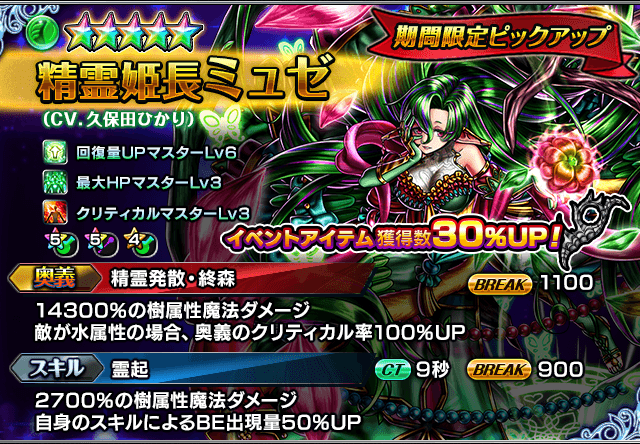 期間限定ピックアップ
精霊姫長ミュゼ
(CV.久保田ひかり)
回復量UPマスターLv6
最大HPマスターLv3
クリティカルマスターLv3
5 5 4
イベントアイテム獲得数30%UP!
奥義 精霊発散・終森 BREAK 1100
14300%の樹属性魔法ダメージ
敵が水属性の場合、奥義のクリティカル率100%UP
スキル 霊起 CT 9秒 BREAK 900
2700%の樹属性魔法ダメージ
自身のスキルによるBE出現量50%UP